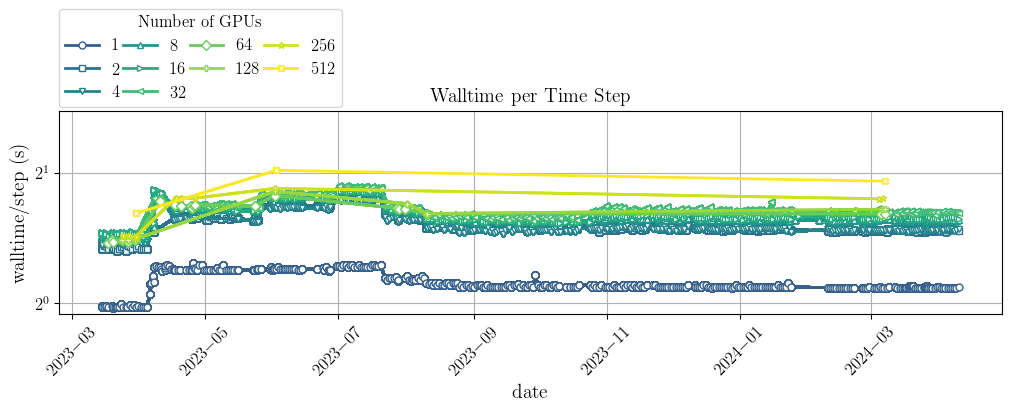 Number of GPUs
1 8 64 256
2 16 128 512
4 32
Walltime per Time Step
walltime/step (s)
2^1
2^0
2023−03 2023−05 2023−07 2023−09 2023−11 2024−01 2024−03
date